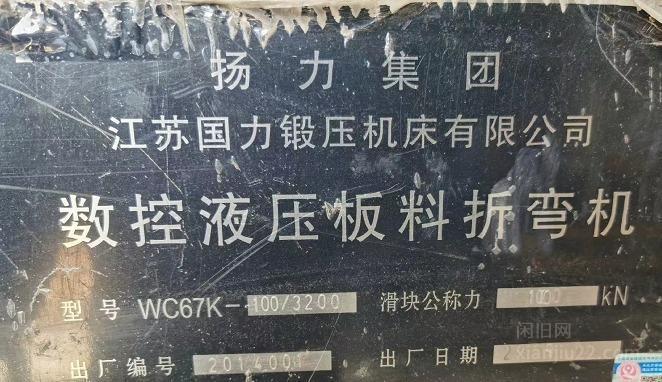 扬力集团
江苏国力锻压机床有限公司
数控液压板料折弯机
型号 WC67K-100/3200 滑块公称力 1000 kN
出厂编号 2014001 出厂日期
闲旧网